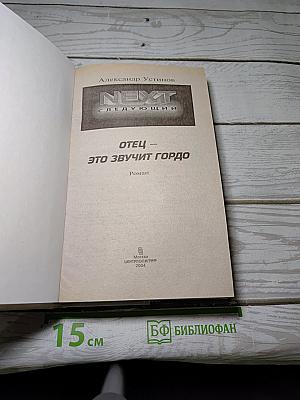 Александр Устинов
NEXT
СЛЕДУЮЩИЙ
ОТЕЦ —
ЭТО ЗВУЧИТ ГОРДО
Роман
Москва
ЦЕНТРПОЛИГРАФ
2004
15 см
БФ БИБЛИОФАН